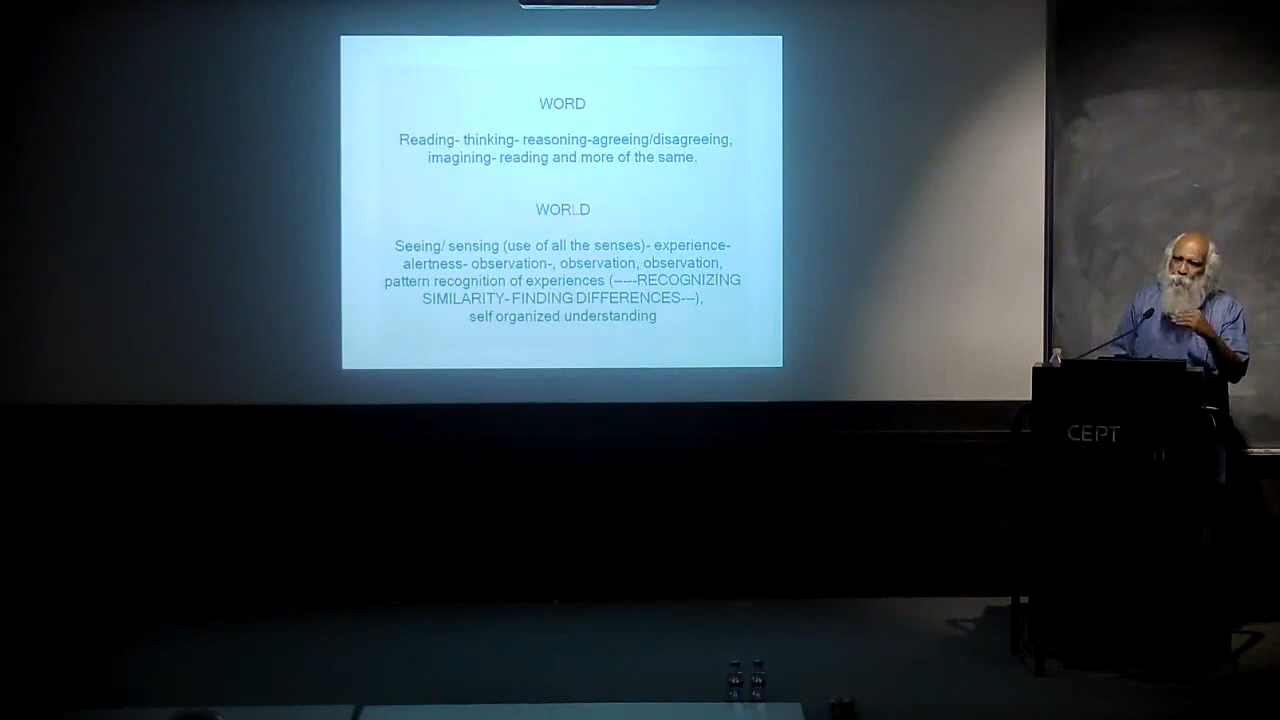 WORD
Reading- thinking- reasoning-agreeing/disagreeing,
imagining- reading and more of the same.
WORLD
Seeing/ sensing (use of all the senses)- experience-
alertness- observation-, observation, observation,
pattern recognition of experiences (-----RECOGNIZING
SIMILARITY- FINDING DIFFERENCES---),
self organized understanding
CEPT